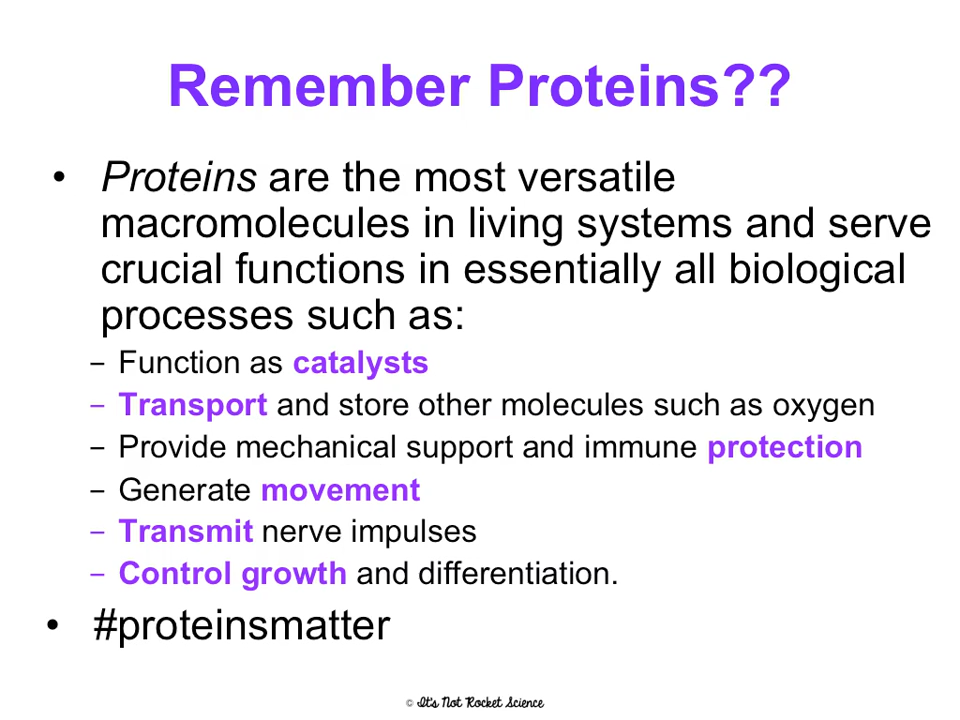 Remember Proteins??
• Proteins are the most versatile
macromolecules in living systems and serve
crucial functions in essentially all biological
processes such as:
– Function as catalysts
– Transport and store other molecules such as oxygen
– Provide mechanical support and immune protection
– Generate movement
– Transmit nerve impulses
– Control growth and differentiation.
• #proteinsmatter
© It's Not Rocket Science